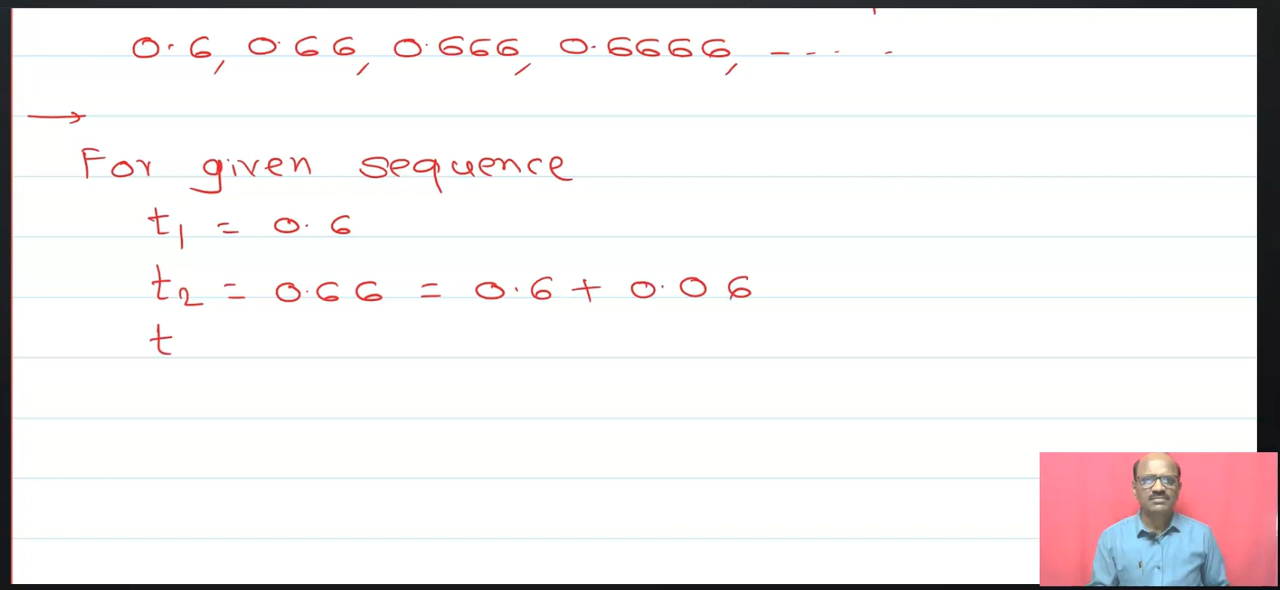 0.6, 0.66, 0.666, 0.6666, -----
→
For given sequence
t₁ = 0.6
t₂ = 0.66 = 0.6 + 0.06
t